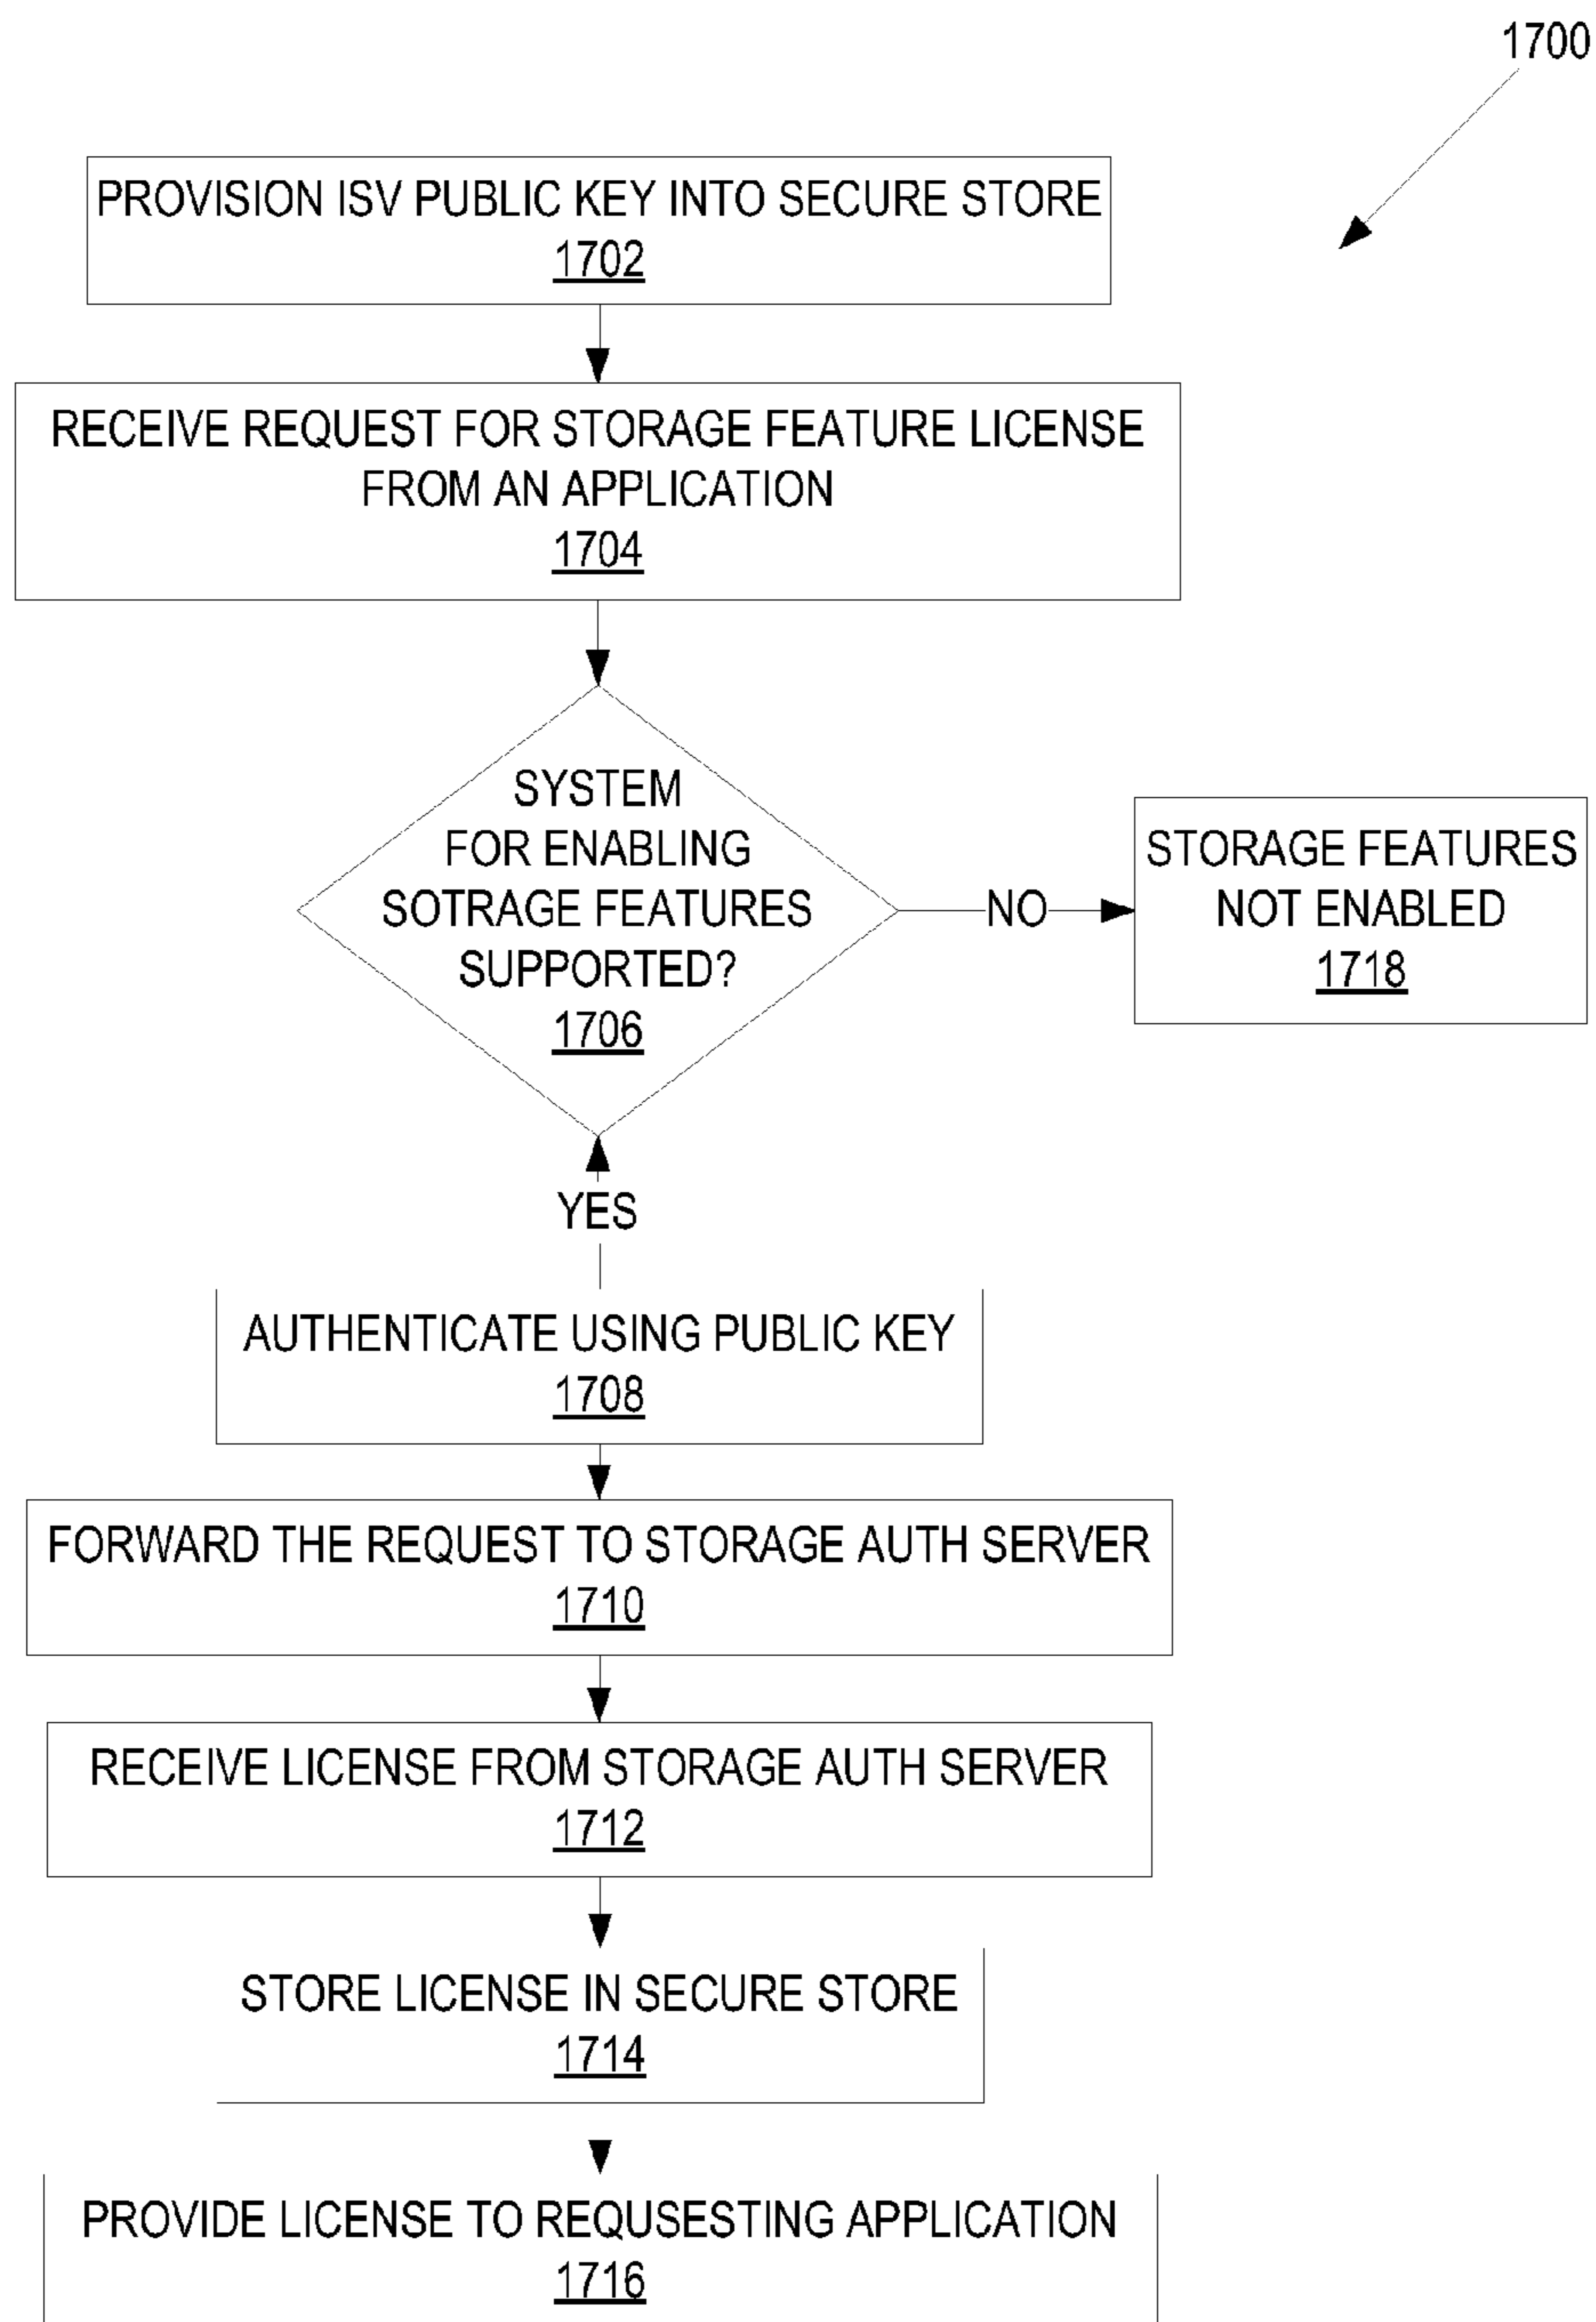 1700
PROVISION ISV PUBLIC KEY INTO SECURE STORE
1702
RECEIVE REQUEST FOR STORAGE FEATURE LICENSE
FROM AN APPLICATION
1704
SYSTEM
FOR ENABLING
SOTRAGE FEATURES
SUPPORTED?
1706
NO
STORAGE FEATURES
NOT ENABLED
1718
YES
AUTHENTICATE USING PUBLIC KEY
1708
FORWARD THE REQUEST TO STORAGE AUTH SERVER
1710
RECEIVE LICENSE FROM STORAGE AUTH SERVER
1712
STORE LICENSE IN SECURE STORE
1714
PROVIDE LICENSE TO REQUSESTING APPLICATION
1716